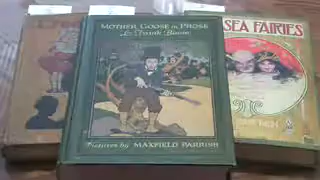 MOTHER GOOSE in PROSE
L. Frank Baum
Pictures by MAXFIELD PARRISH
SEA FAIRIES